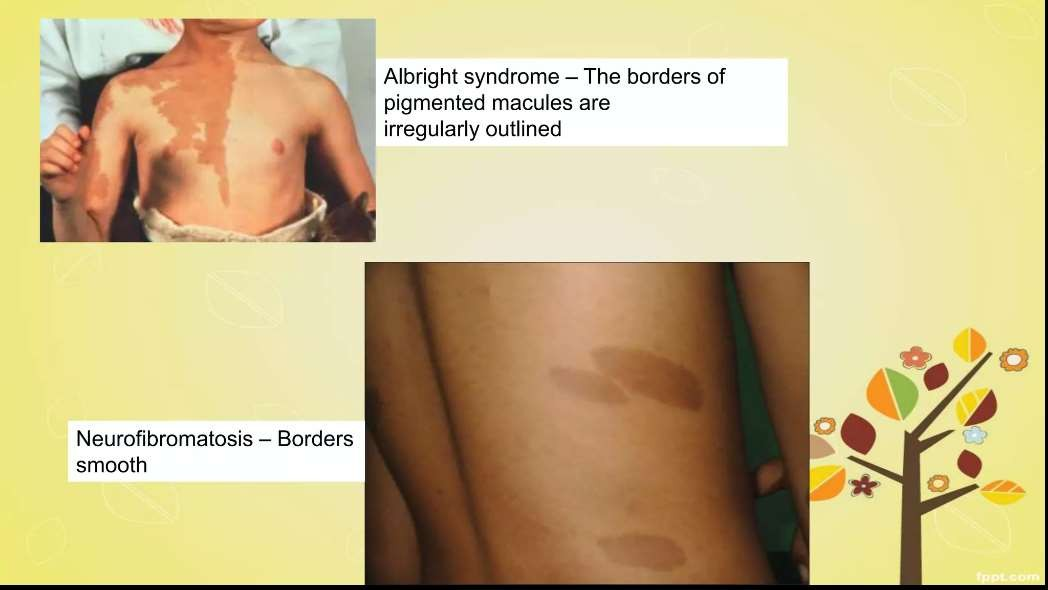 Albright syndrome – The borders of
pigmented macules are
irregularly outlined
Neurofibromatosis – Borders
smooth
fppt.com